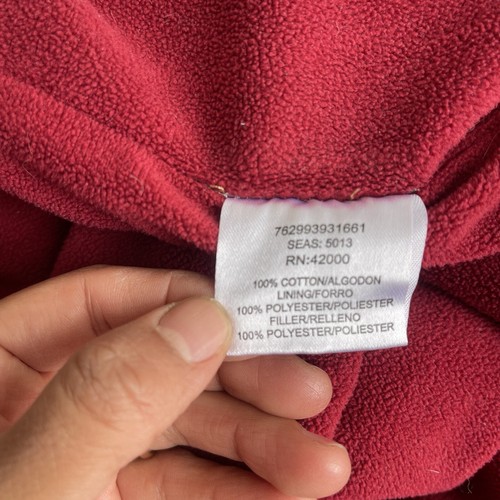 762993931661
SEAS: 5013
RN:42000
100% COTTON/ALGODON
LINING/FORRO
100% POLYESTER/POLIESTER
FILLER/RELLENO
100% POLYESTER/POLIESTER